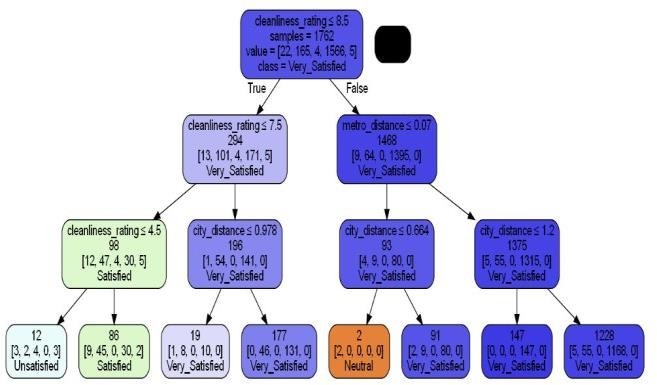 cleanliness_rating ≤ 8.5
samples = 1762
value = [22, 165, 4, 1566, 5]
class = Very_Satisfied
True
False
cleanliness_rating ≤ 7.5
294
[13, 101, 4, 171, 5]
Very_Satisfied
metro_distance ≤ 0.07
1468
[9, 64, 0, 1395, 0]
Very_Satisfied
cleanliness_rating ≤ 4.5
98
[12, 47, 4, 30, 5]
Satisfied
city_distance ≤ 0.978
196
[1, 54, 0, 141, 0]
Very_Satisfied
city_distance ≤ 0.664
93
[4, 9, 0, 80, 0]
Very_Satisfied
city_distance ≤ 1.2
1375
[5, 55, 0, 1315, 0]
Very_Satisfied
12
[3, 2, 4, 0, 3]
Unsatisfied
86
[9, 45, 0, 30, 2]
Satisfied
19
[1, 8, 0, 10, 0]
Very_Satisfied
177
[0, 46, 0, 131, 0]
Very_Satisfied
2
[2, 0, 0, 0, 0]
Neutral
91
[2, 9, 0, 80, 0]
Very_Satisfied
147
[0, 0, 0, 147, 0]
Very_Satisfied
1228
[5, 55, 0, 1168, 0]
Very_Satisfied